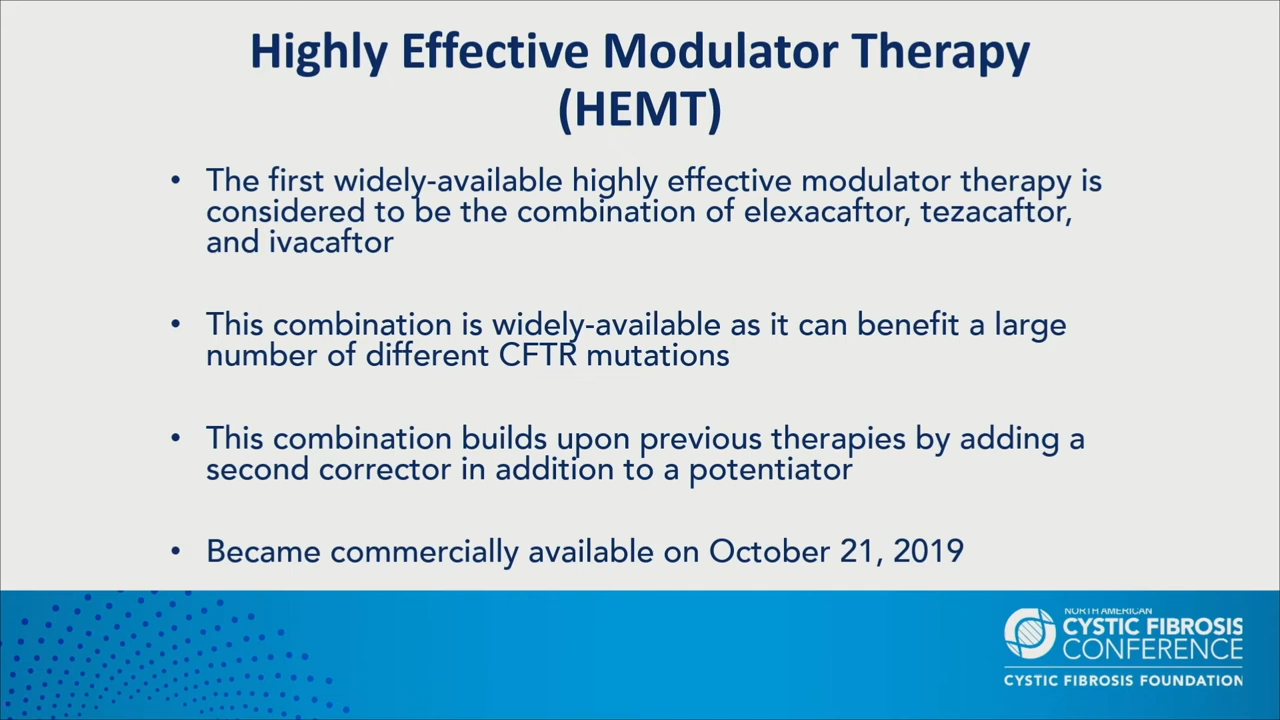 Highly Effective Modulator Therapy
(HEMT)
• The first widely-available highly effective modulator therapy is
considered to be the combination of elexacaftor, tezacaftor,
and ivacaftor
• This combination is widely-available as it can benefit a large
number of different CFTR mutations
• This combination builds upon previous therapies by adding a
second corrector in addition to a potentiator
• Became commercially available on October 21, 2019
NORTH AMERICAN
CYSTIC FIBROSIS
CONFERENCE
CYSTIC FIBROSIS FOUNDATION